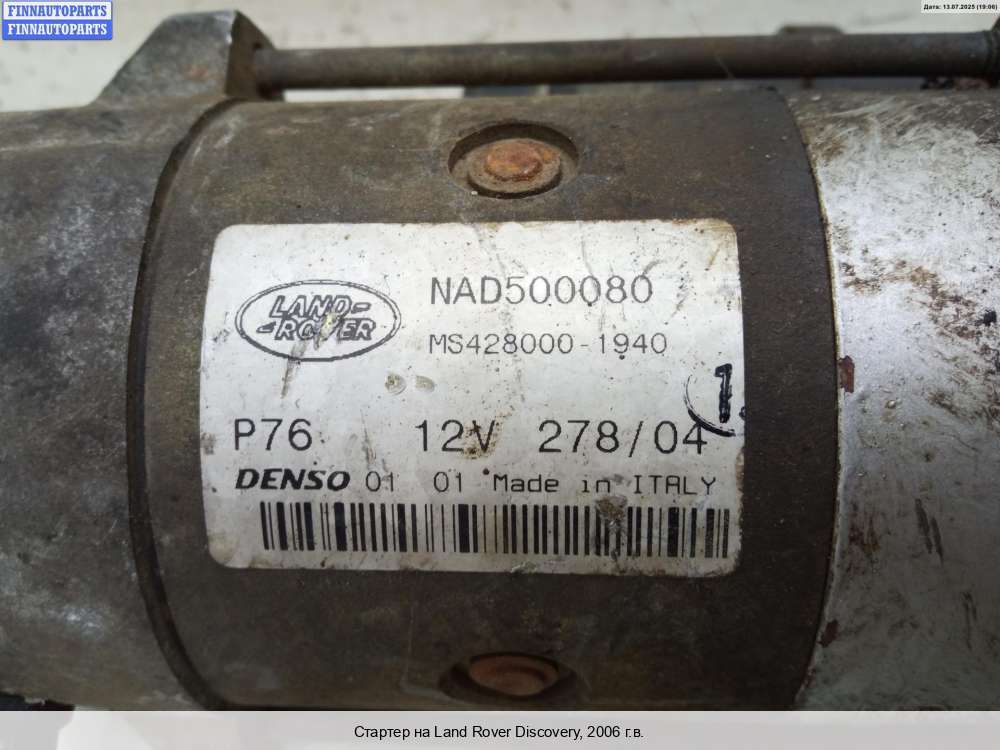 FINNAUTOPARTS
FINNAUTOPARTS
Дата: 13.07.2025 (19:06)
LAND-
-ROVER
NAD500080
MS428000-1940
1.
P76 12V 278/04
DENSO 01 01 Made in ITALY
Стартер на Land Rover Discovery, 2006 г.в.